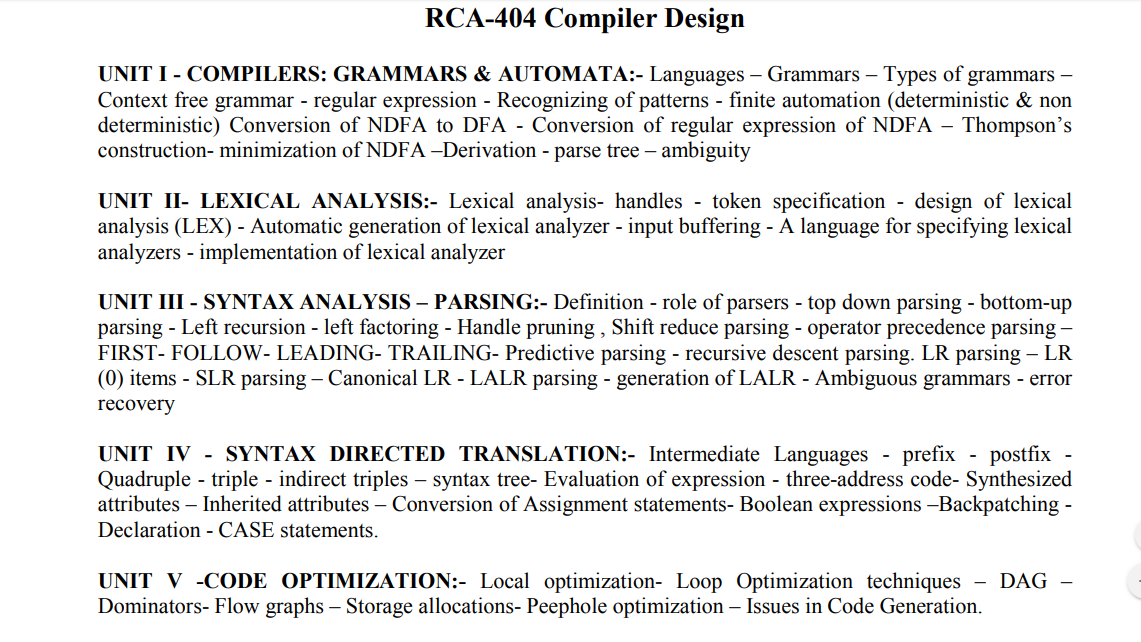 RCA-404 Compiler Design
UNIT I - COMPILERS: GRAMMARS & AUTOMATA:- Languages – Grammars – Types of grammars –
Context free grammar - regular expression - Recognizing of patterns - finite automation (deterministic & non
deterministic) Conversion of NDFA to DFA - Conversion of regular expression of NDFA – Thompson's
construction- minimization of NDFA –Derivation - parse tree – ambiguity
UNIT II- LEXICAL ANALYSIS:- Lexical analysis- handles - token specification - design of lexical
analysis (LEX) - Automatic generation of lexical analyzer - input buffering - A language for specifying lexical
analyzers - implementation of lexical analyzer
UNIT III - SYNTAX ANALYSIS – PARSING:- Definition - role of parsers - top down parsing - bottom-up
parsing - Left recursion - left factoring - Handle pruning , Shift reduce parsing - operator precedence parsing –
FIRST- FOLLOW- LEADING- TRAILING- Predictive parsing - recursive descent parsing. LR parsing – LR
(0) items - SLR parsing – Canonical LR - LALR parsing - generation of LALR - Ambiguous grammars - error
recovery
UNIT IV - SYNTAX DIRECTED TRANSLATION:- Intermediate Languages - prefix - postfix -
Quadruple - triple - indirect triples – syntax tree- Evaluation of expression - three-address code- Synthesized
attributes – Inherited attributes – Conversion of Assignment statements- Boolean expressions –Backpatching -
Declaration - CASE statements.
UNIT V -CODE OPTIMIZATION:- Local optimization- Loop Optimization techniques – DAG –
Dominators- Flow graphs – Storage allocations- Peephole optimization – Issues in Code Generation.